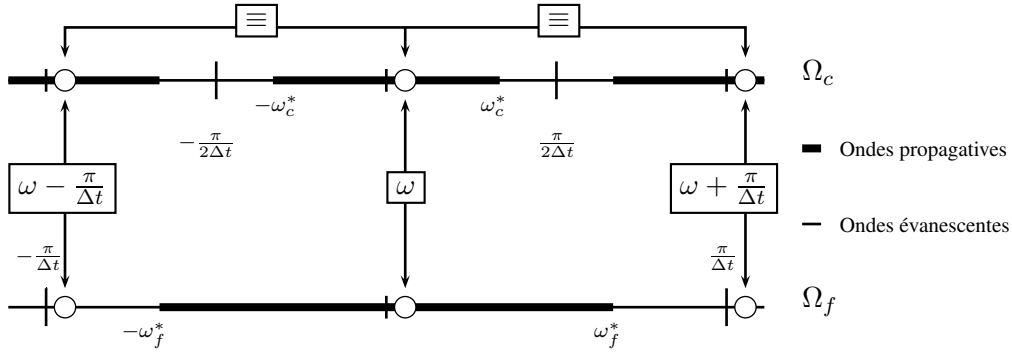 ≡ ≡
Ω_c
−ω_c^* ω_c^*
−π/2Δt π/2Δt
Ondes propagatives
ω − π/Δt ω ω + π/Δt
Ondes évanescentes
−π/Δt π/Δt
Ω_f
−ω_f^* ω_f^*